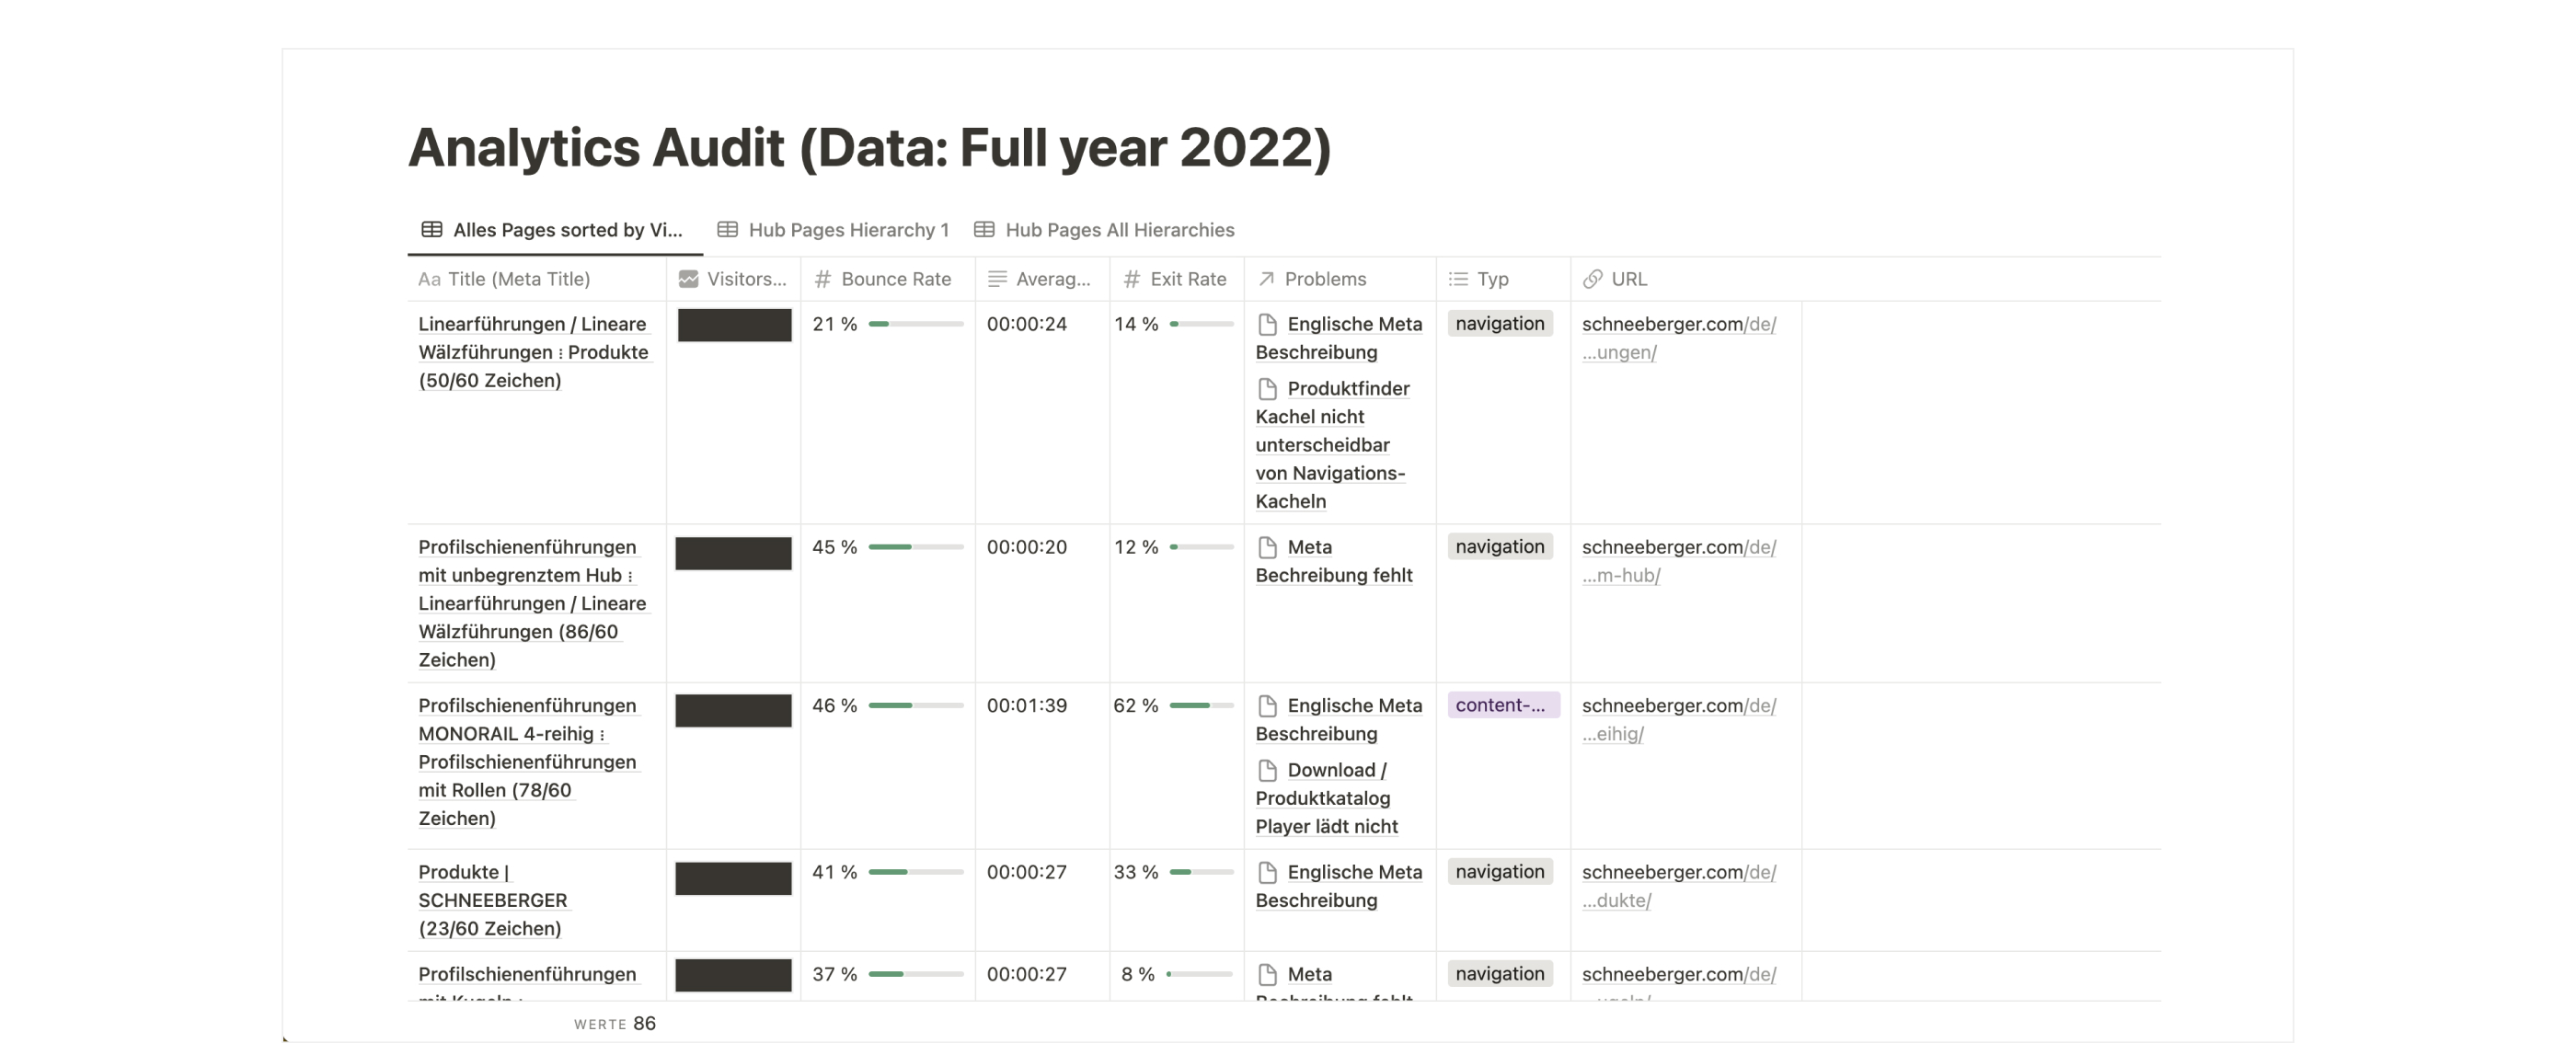 Analytics Audit (Data: Full year 2022)
Alles Pages sorted by Vi... Hub Pages Hierarchy 1 Hub Pages All Hierarchies
Aa Title (Meta Title) Visitors... # Bounce Rate Averag... # Exit Rate Problems Typ URL
Linearführungen / Lineare
Wälzführungen ⁝ Produkte
(50/60 Zeichen)
21 %
00:00:24
14 %
Englische Meta
Beschreibung
Produktfinder
Kachel nicht
unterscheidbar
von Navigations-
Kacheln
navigation
schneeberger.com/de/
...ungen/
Profilschienenführungen
mit unbegrenztem Hub ⁝
Linearführungen / Lineare
Wälzführungen (86/60
Zeichen)
45 %
00:00:20
12 %
Meta
Bechreibung fehlt
navigation
schneeberger.com/de/
...m-hub/
Profilschienenführungen
MONORAIL 4-reihig ⁝
Profilschienenführungen
mit Rollen (78/60
Zeichen)
46 %
00:01:39
62 %
Englische Meta
Beschreibung
Download /
Produktkatalog
Player lädt nicht
content-...
schneeberger.com/de/
...eihig/
Produkte |
SCHNEEBERGER
(23/60 Zeichen)
41 %
00:00:27
33 %
Englische Meta
Beschreibung
navigation
schneeberger.com/de/
...dukte/
Profilschienenführungen
mit Kugeln ⁝
37 %
00:00:27
8 %
Meta
Bechreibung fehlt
navigation
schneeberger.com/de/
...ugeln/
WERTE 86